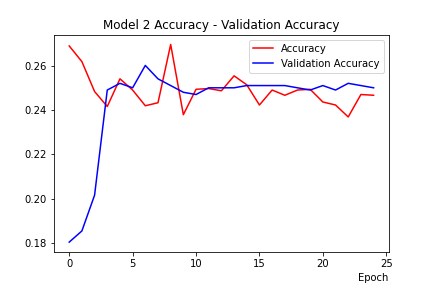 Model 2 Accuracy - Validation Accuracy
Accuracy
Validation Accuracy
0.26
0.24
0.22
0.20
0.18
0 5 10 15 20 25
Epoch